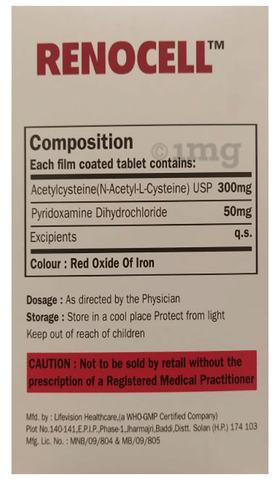 RENOCELL™
Composition
1mg
Each film coated tablet contains:
Acetylcysteine(N-Acetyl-L-Cysteine) USP 300mg
Pyridoxamine Dihydrochloride 50mg
Excipients q.s.
Colour : Red Oxide Of Iron
Dosage : As directed by the Physician
Storage : Store in a cool place Protect from light
Keep out of reach of children
CAUTION : Not to be sold by retail without the
prescription of a Registered Medical Practitioner
Mfd. by : Lifevision Healthcare,(a WHO-GMP Certified Company)
Plot No.140-141,E.P.I.P.,Phase-1,Jharmajri,Baddi,Distt. Solan (H.P.) 174 103
Mfg. Lic. No. : MNB/09/804 & MB/09/805